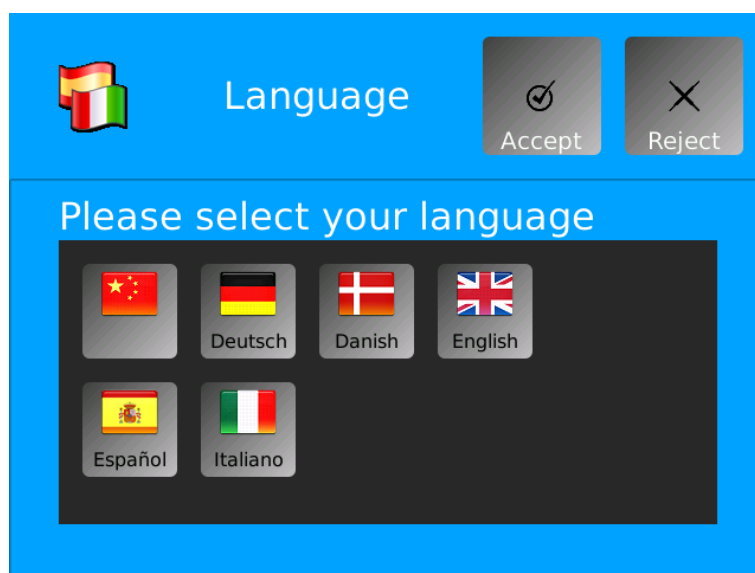 Language
Accept
Reject
Please select your language
Deutsch
Danish
English
Español
Italiano